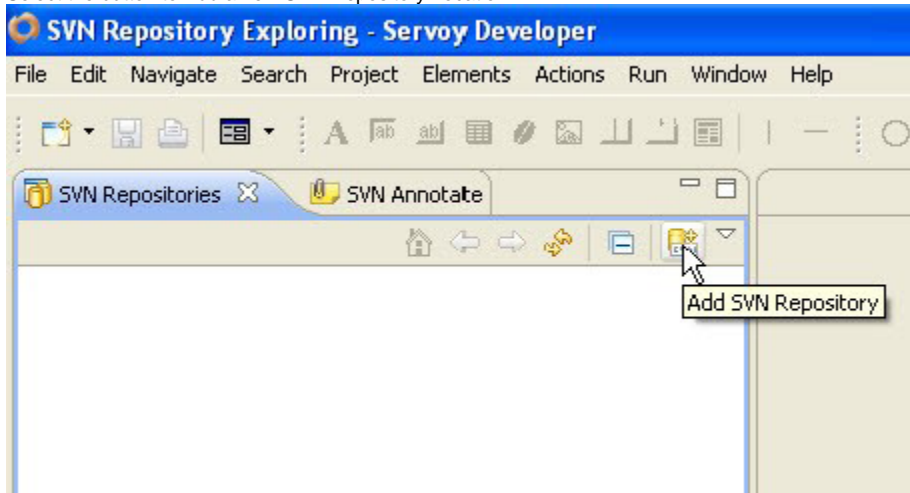 SVN Repository Exploring - Servoy Developer
File Edit Navigate Search Project Elements Actions Run Window Help
SVN Repositories SVN Annotate
Add SVN Repository